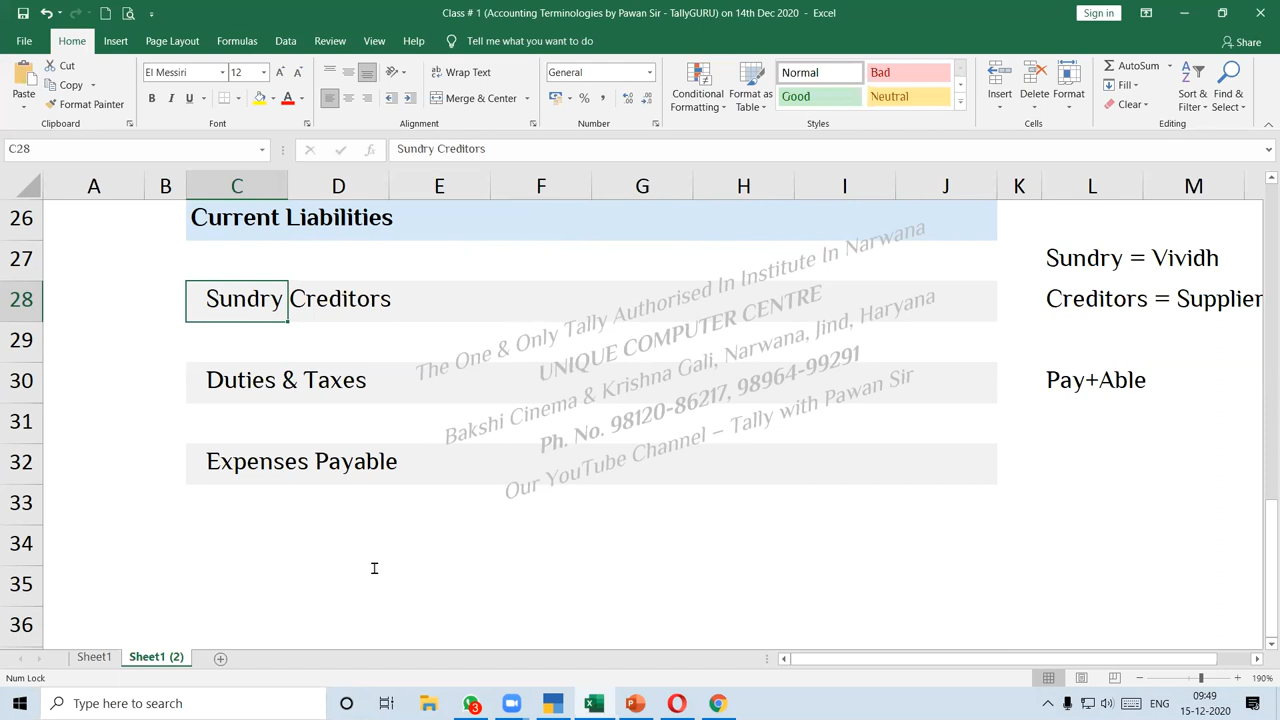 Class # 1 (Accounting Terminologies by Pawan Sir - TallyGURU) on 14th Dec 2020 - Excel
Sign in
File Home Insert Page Layout Formulas Data Review View Help Tell me what you want to do
Share
Paste
Cut
Copy
Format Painter
Clipboard
El Messiri 12
B I U
Font
Wrap Text
Merge & Center
Alignment
General
Number
Conditional Formatting
Format as Table
Normal Bad
Good Neutral
Styles
Insert Delete Format
Cells
AutoSum
Fill
Clear
Sort & Filter
Find & Select
Editing
C28 fx Sundry Creditors
A B C D E F G H I J K L M
26 Current Liabilities
27 Sundry = Vividh
28 Sundry Creditors Creditors = Supplier
29
30 Duties & Taxes Pay+Able
31
32 Expenses Payable
33
34
35
36
The One & Only Tally Authorised In Institute In Narwana
UNIQUE COMPUTER CENTRE
Bakshi Cinema & Krishna Gali, Narwana, Jind, Haryana
Ph. No. 98120-86217, 98964-99291
Our YouTube Channel – Tally with Pawan Sir
Sheet1 Sheet1 (2)
Num Lock
190%
Type here to search
3
09:49
15-12-2020